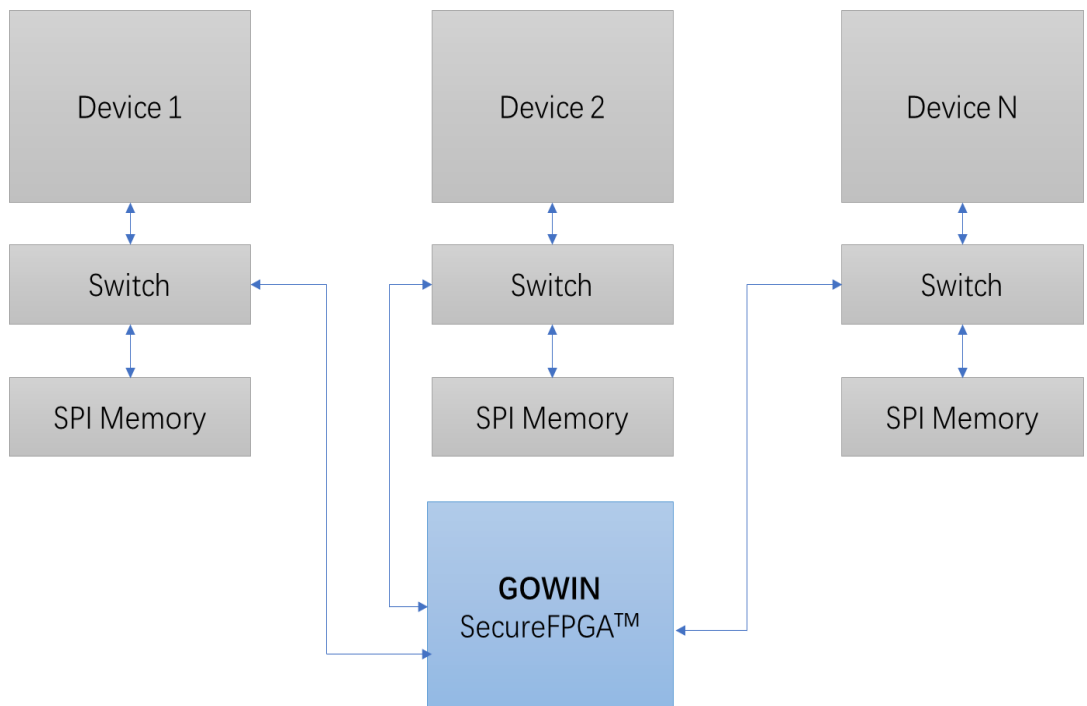 Device 1
Device 2
Device N
Switch
Switch
Switch
SPI Memory
SPI Memory
SPI Memory
GOWIN
SecureFPGA™